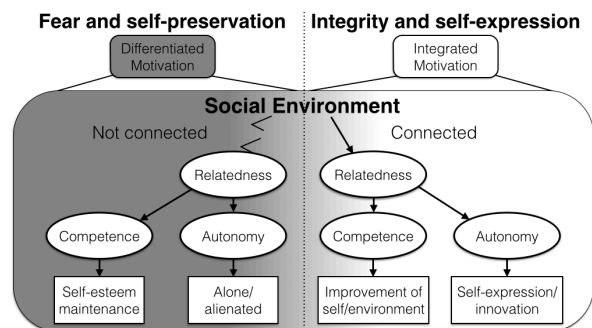 Fear and self-preservation
Integrity and self-expression
Differentiated
Motivation
Integrated
Motivation
Social Environment
Not connected
Connected
Relatedness
Relatedness
Competence
Autonomy
Competence
Autonomy
Self-esteem
maintenance
Alone/
alienated
Improvement of
self/environment
Self-expression/
innovation